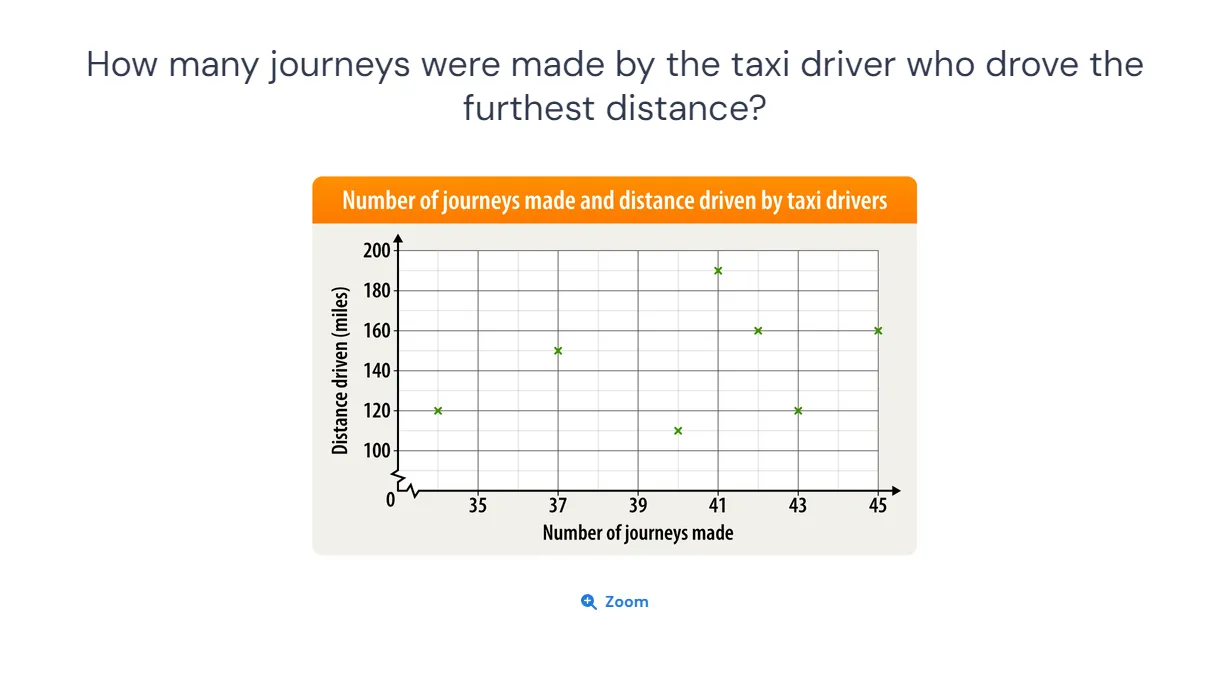 How many journeys were made by the taxi driver who drove the
furthest distance?
Number of journeys made and distance driven by taxi drivers
200
180
160
140
120
100
0
Distance driven (miles)
35 37 39 41 43 45
Number of journeys made
Zoom